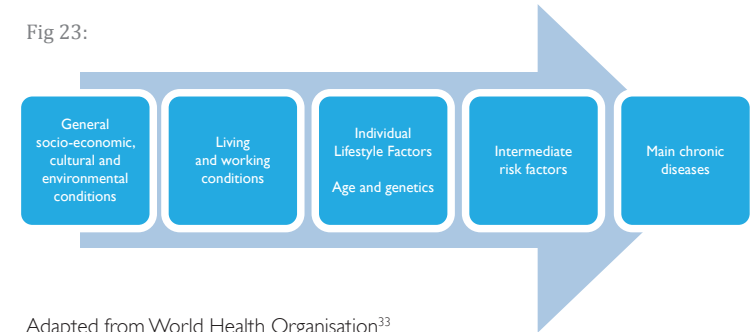 Fig 23:
General
socio-economic,
cultural and
environmental
conditions
Living
and working
conditions
Individual
Lifestyle Factors
Age and genetics
Intermediate
risk factors
Main chronic
diseases
Adapted from World Health Organisation³³